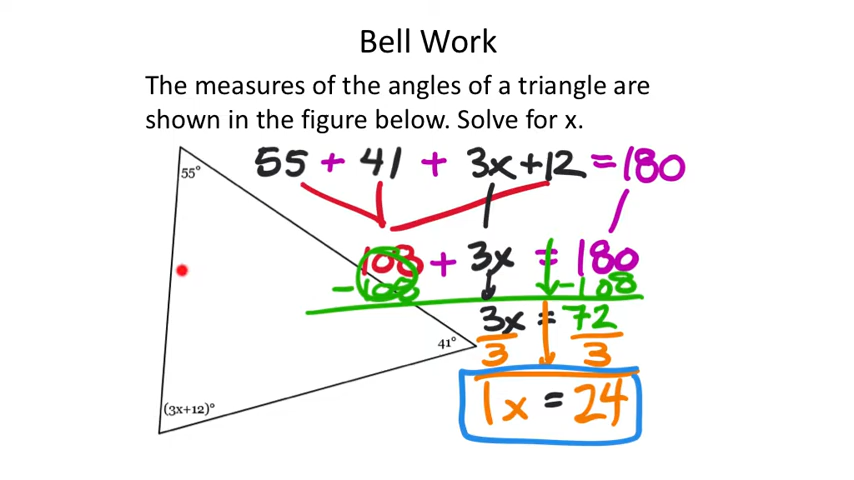 Bell Work
The measures of the angles of a triangle are
shown in the figure below. Solve for x.
55 + 41 + 3x+12 = 180
55°
108 + 3x = 180
-108 -108
3x = 72
3 3
41°
1x = 24
(3x+12)°